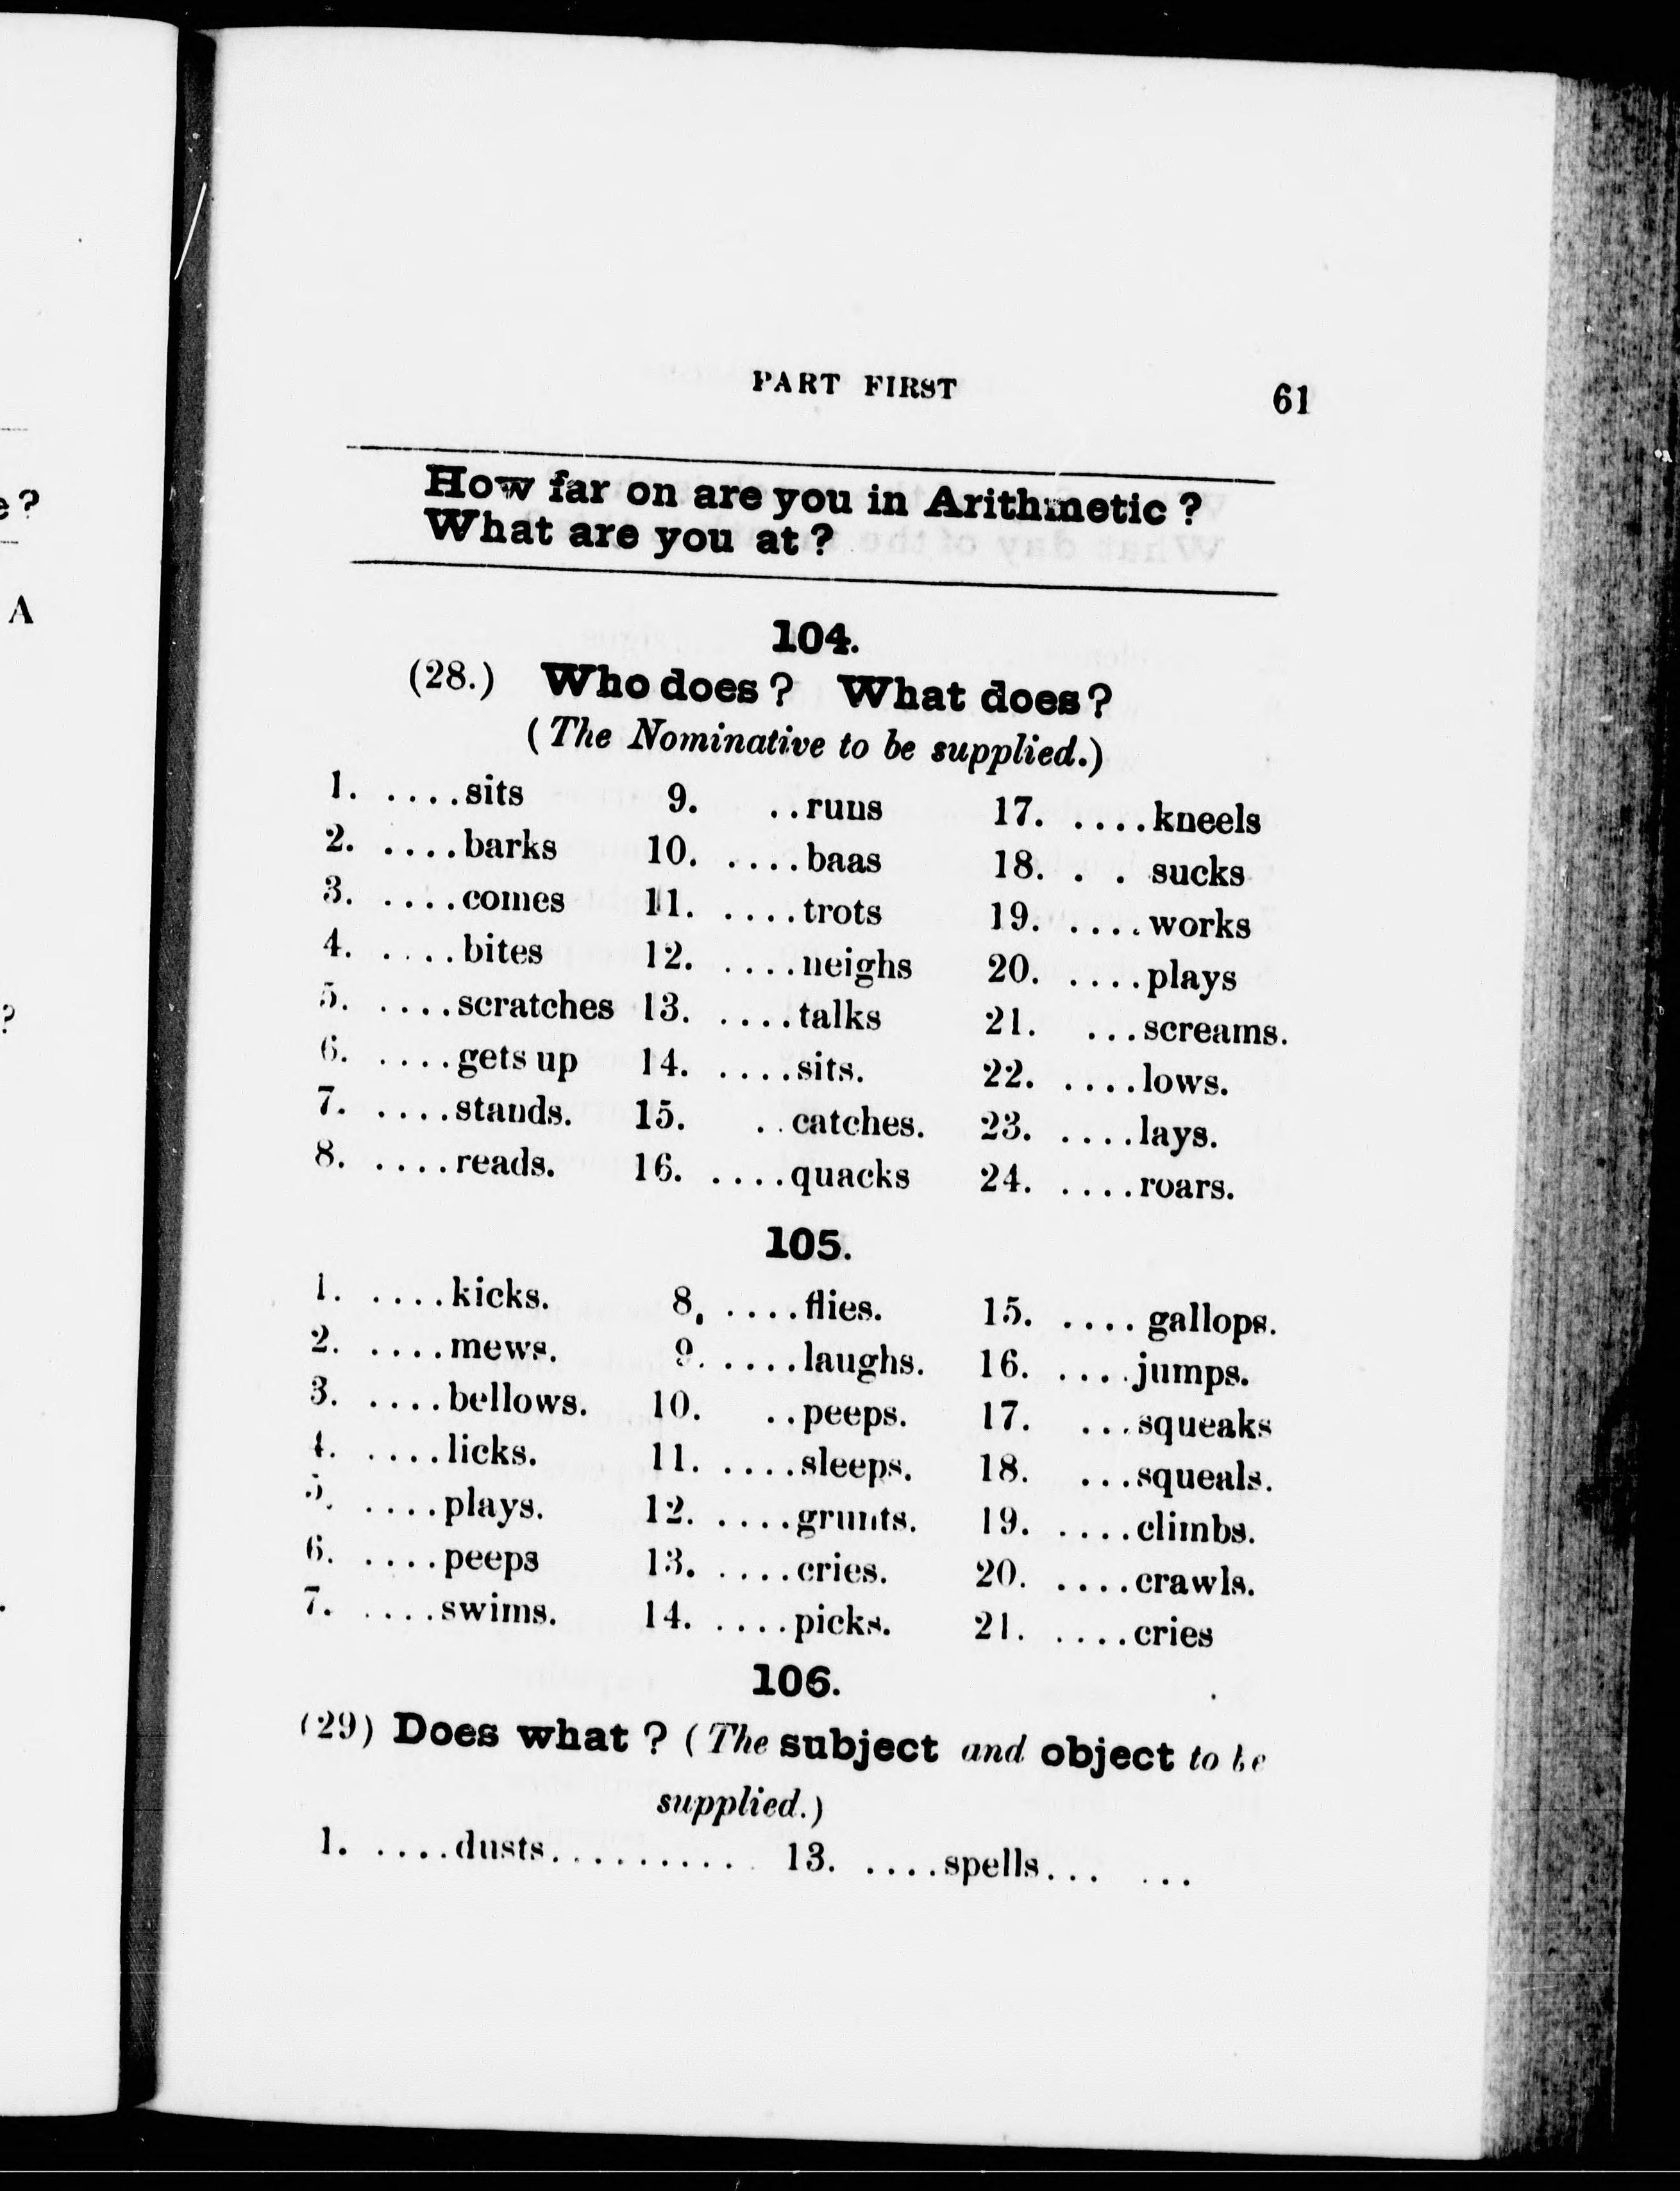 PART FIRST 61
How far on are you in Arithmetic ?
What are you at ?
104.
(28.) Who does ? What does ?
( The Nominative to be supplied.)
1. ....sits 9. ..runs 17. ....kneels
2. ....barks 10. ....baas 18. . . sucks
3. ....comes 11. ....trots 19. ....works
4. ....bites 12. ....neighs 20. ....plays
5. ....scratches 13. ....talks 21. ...screams.
6. ....gets up 14. ....sits. 22. ....lows.
7. ....stands. 15. ..catches. 23. ....lays.
8. ....reads. 16. ....quacks 24. ....roars.
105.
1. ....kicks. 8, ....flies. 15. .... gallops.
2. ....mews. 9. ....laughs. 16. ....jumps.
3. ....bellows. 10. ..peeps. 17. ...squeaks
4. ....licks. 11. ....sleeps. 18. ...squeals.
5. ....plays. 12. ....grunts. 19. ....climbs.
6. ....peeps 13. ....cries. 20. ....crawls.
7. ....swims. 14. ....picks. 21. ....cries
106.
(29) Does what ? ( The subject and object to be
supplied.)
1. ....dusts........... 13. ....spells... ...
e ?
A
?